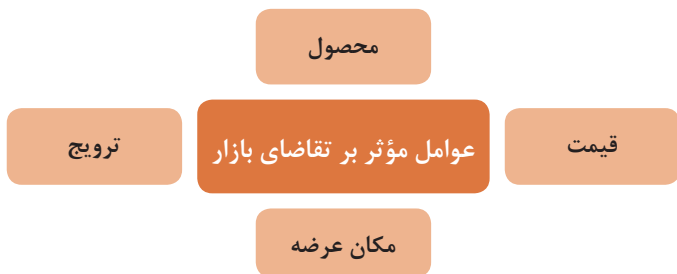 محصول
قیمت
عوامل مؤثر بر تقاضای بازار
ترویج
مکان عرضه